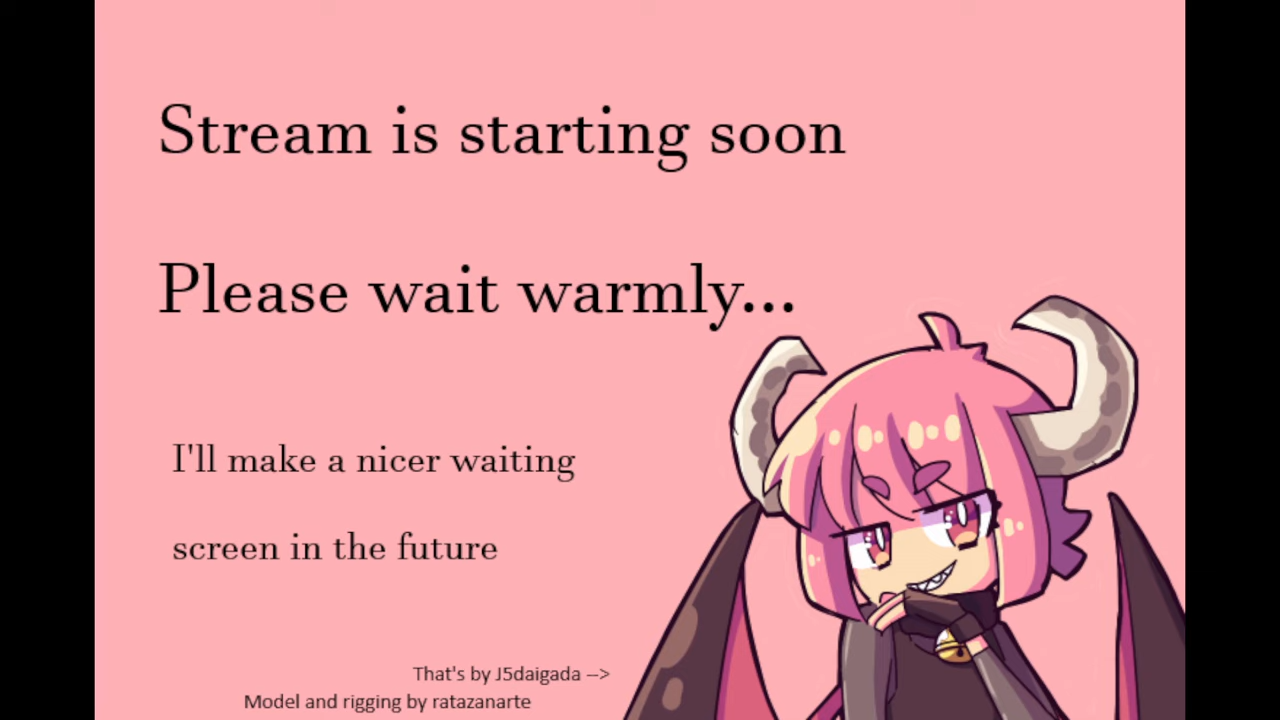 Stream is starting soon
Please wait warmly...
I'll make a nicer waiting
screen in the future
That's by J5daigada -->
Model and rigging by ratazanarte